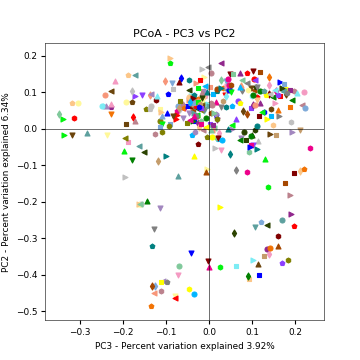 PCoA - PC3 vs PC2
PC2 - Percent variation explained 6.34%
0.2
0.1
0.0
−0.1
−0.2
−0.3
−0.4
−0.5
−0.3 −0.2 −0.1 0.0 0.1 0.2
PC3 - Percent variation explained 3.92%